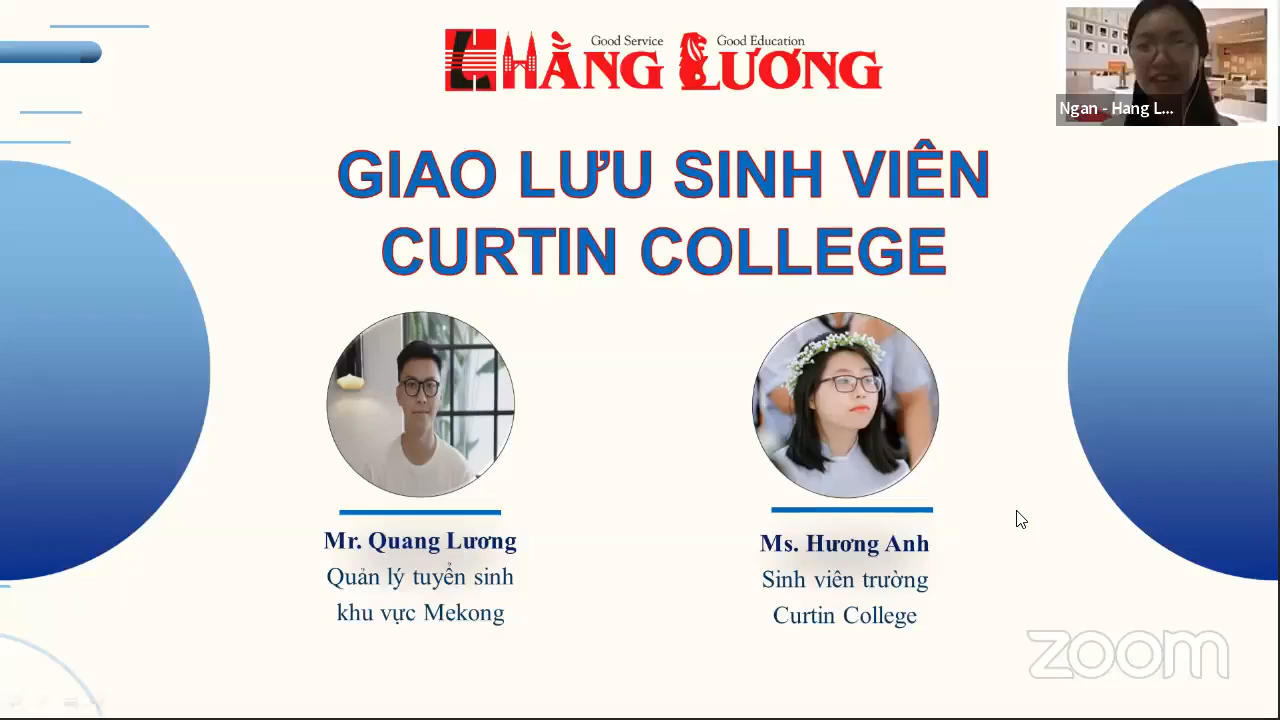 Good Service Good Education
HẰNG LƯƠNG
Ngan - Hang L...
GIAO LƯU SINH VIÊN
CURTIN COLLEGE
Mr. Quang Lương
Quản lý tuyển sinh
khu vực Mekong
Ms. Hương Anh
Sinh viên trường
Curtin College
zoom